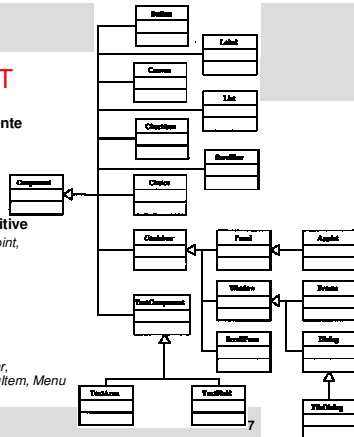 Button
Label
T
Canvas
List
nte
CheckBox
ScrollBar
Component
Choice
itive
oint,
Container
Panel
Applet
Window
Frame
TextComponent
ScrollPane
Dialog
r,
Item, Menu
TextArea
TextField
7
FileDialog